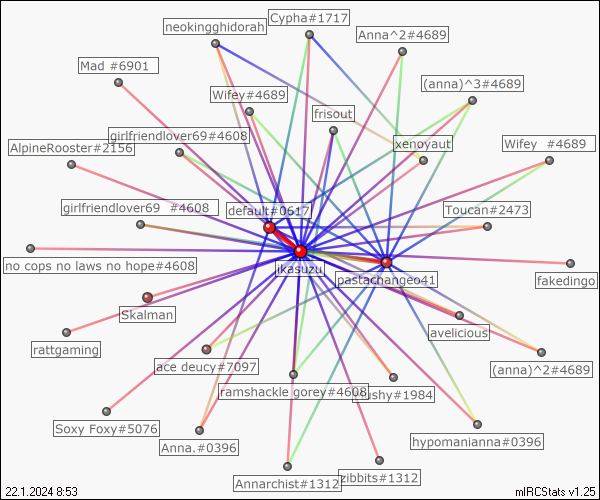 Cypha#1717
neokingghidorah
Anna^2#4689
Mad #6901
(anna)^3#4689
Wifey#4689
frisout
girlfriendlover69#4608
xenoyaut
Wifey #4689
AlpineRooster#2156
girlfriendlover69 #4608
default#0617
Toucan#2473
no cops no laws no hope#4608
ikasuzu
pastachangeo41
fakedingo
Skalman
avelicious
rattgaming
ace deucy#7097
(anna)^2#4689
ramshackle gorey#4608
ushy#1984
Soxy Foxy#5076
Anna.#0396
hypomanianna#0396
Annarchist#1312
zibbits#1312
22.1.2024 8:53
mIRCStats v1.25